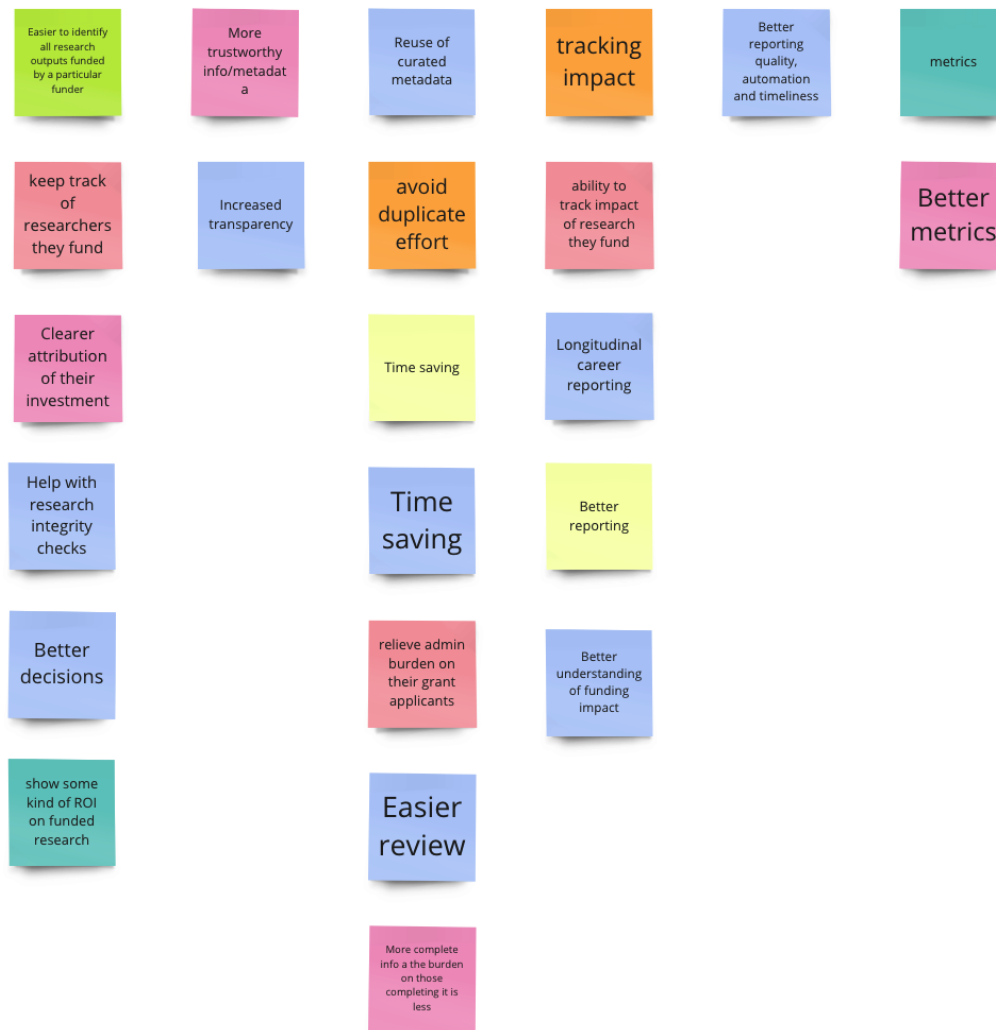 Easier to identify
all research
outputs funded
by a particular
funder
More
trustworthy
info/metadat
a
Reuse of
curated
metadata
tracking
impact
Better
reporting
quality,
automation
and timeliness
metrics
keep track
of
researchers
they fund
Increased
transparency
avoid
duplicate
effort
ability to
track impact
of research
they fund
Better
metrics
Clearer
attribution
of their
investment
Time saving
Longitudinal
career
reporting
Help with
research
integrity
checks
Time
saving
Better
reporting
Better
decisions
relieve admin
burden on
their grant
applicants
Better
understanding
of funding
impact
show some
kind of ROI
on funded
research
Easier
review
More complete
info a the burden
on those
completing it is
less